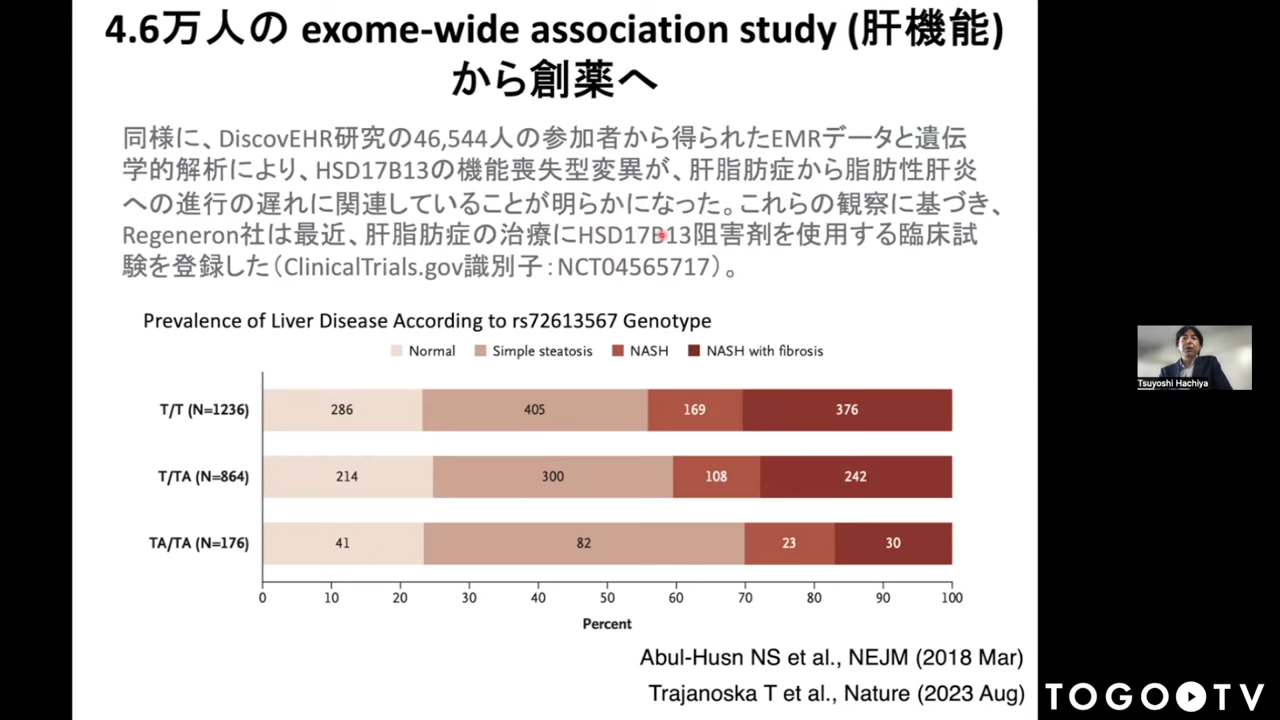 4.6万人の exome-wide association study (肝機能)
から創薬へ
同様に、DiscovEHR研究の46,544人の参加者から得られたEMRデータと遺伝
学的解析により、HSD17B13の機能喪失型変異が、肝脂肪症から脂肪性肝炎
への進行の遅れに関連していることが明らかになった。これらの観察に基づき、
Regeneron社は最近、肝脂肪症の治療にHSD17B13阻害剤を使用する臨床試
験を登録した(ClinicalTrials.gov識別子:NCT04565717)。
Prevalence of Liver Disease According to rs72613567 Genotype
Normal Simple steatosis NASH NASH with fibrosis
T/T (N=1236) 286 405 169 376
T/TA (N=864) 214 300 108 242
TA/TA (N=176) 41 82 23 30
0 10 20 30 40 50 60 70 80 90 100
Percent
Abul-Husn NS et al., NEJM (2018 Mar)
Trajanoska T et al., Nature (2023 Aug)
Tsuyoshi Hachiya
TOGO TV